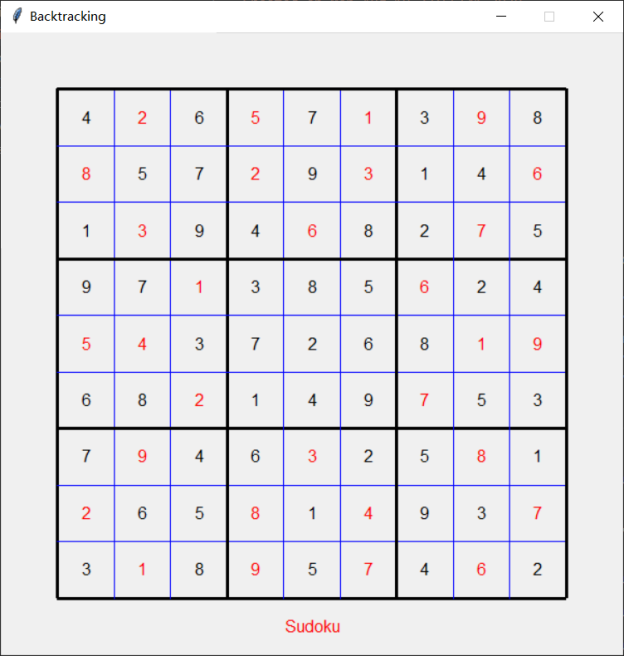 Backtracking
4 2 6 5 7 1 3 9 8
8 5 7 2 9 3 1 4 6
1 3 9 4 6 8 2 7 5
9 7 1 3 8 5 6 2 4
5 4 3 7 2 6 8 1 9
6 8 2 1 4 9 7 5 3
7 9 4 6 3 2 5 8 1
2 6 5 8 1 4 9 3 7
3 1 8 9 5 7 4 6 2
Sudoku